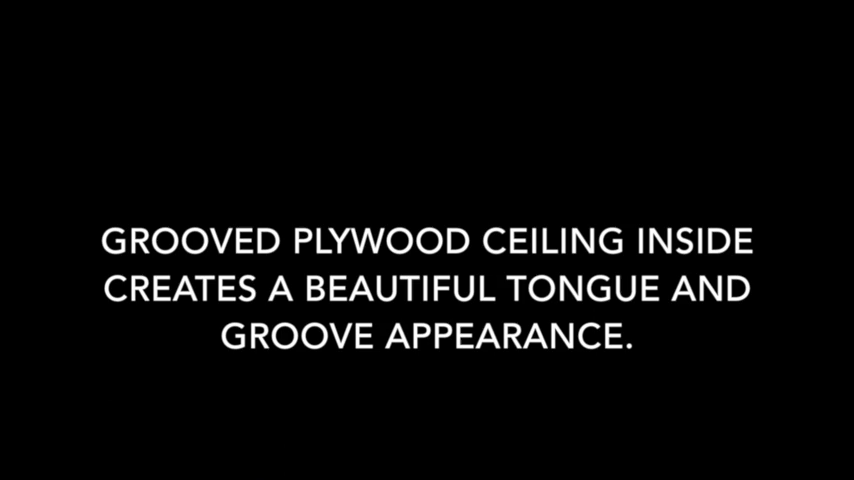 GROOVED PLYWOOD CEILING INSIDE
CREATES A BEAUTIFUL TONGUE AND
GROOVE APPEARANCE.